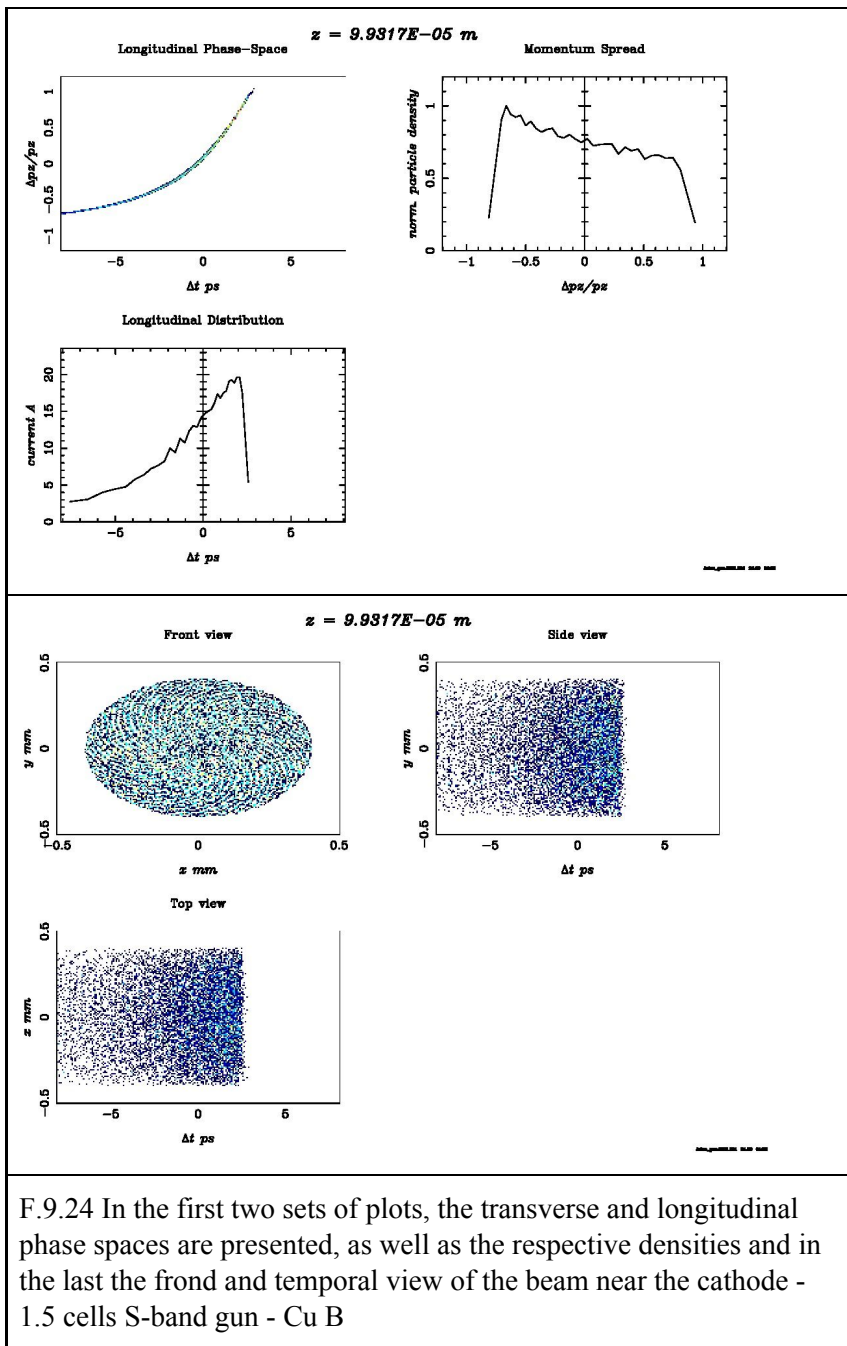 z = 9.9317E-05 m
Longitudinal Phase-Space
Momentum Spread
Δpz/pz
1
0.5
0
-0.5
-1
-5 0 5
Δt ps
norm. particle density
1
0.5
0
-1 -0.5 0 0.5 1
Δpz/pz
Longitudinal Distribution
current A
20
15
10
5
0
-5 0 5
Δt ps
z = 9.9317E-05 m
Front view
Side view
y mm
0.5
0
-0.5
-0.5 0 0.5
x mm
y mm
0.5
0
-0.5
-5 0 5
Δt ps
Top view
x mm
0.5
0
-0.5
-5 0 5
Δt ps
F.9.24 In the first two sets of plots, the transverse and longitudinal
phase spaces are presented, as well as the respective densities and in
the last the frond and temporal view of the beam near the cathode -
1.5 cells S-band gun - Cu B